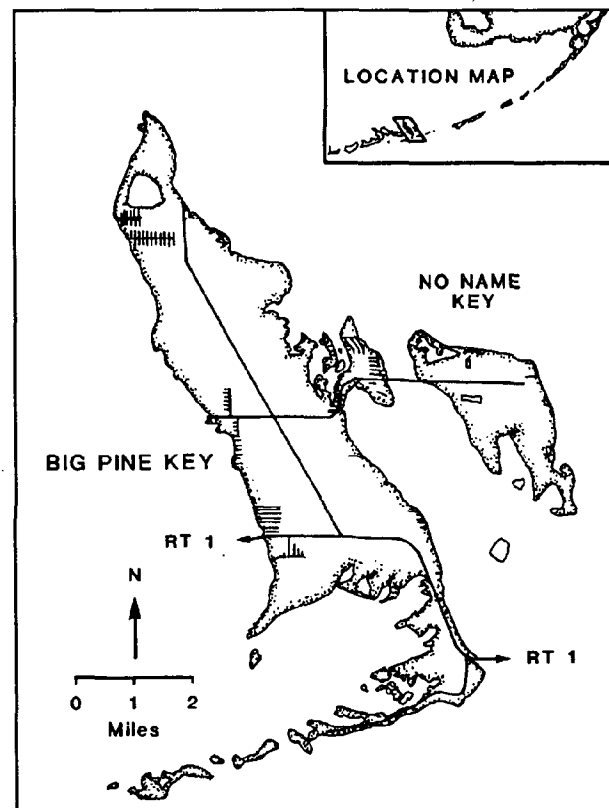 LOCATION MAP
NO NAME
KEY
BIG PINE KEY
RT 1
N
RT 1
0 1 2
Miles